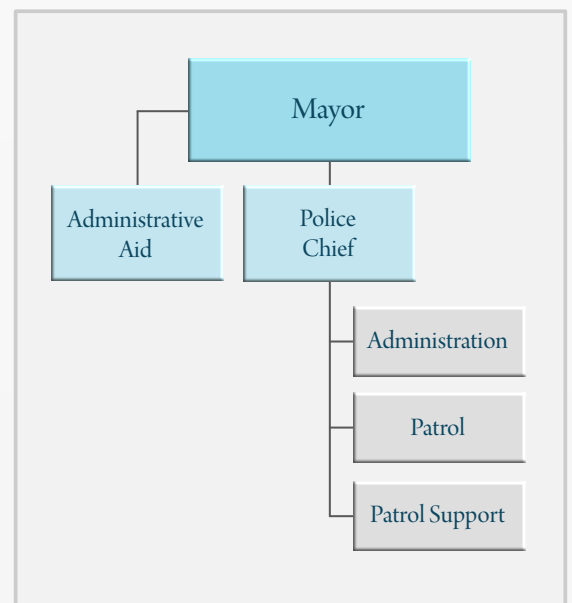 Mayor
Administrative
Aid
Police
Chief
Administration
Patrol
Patrol Support